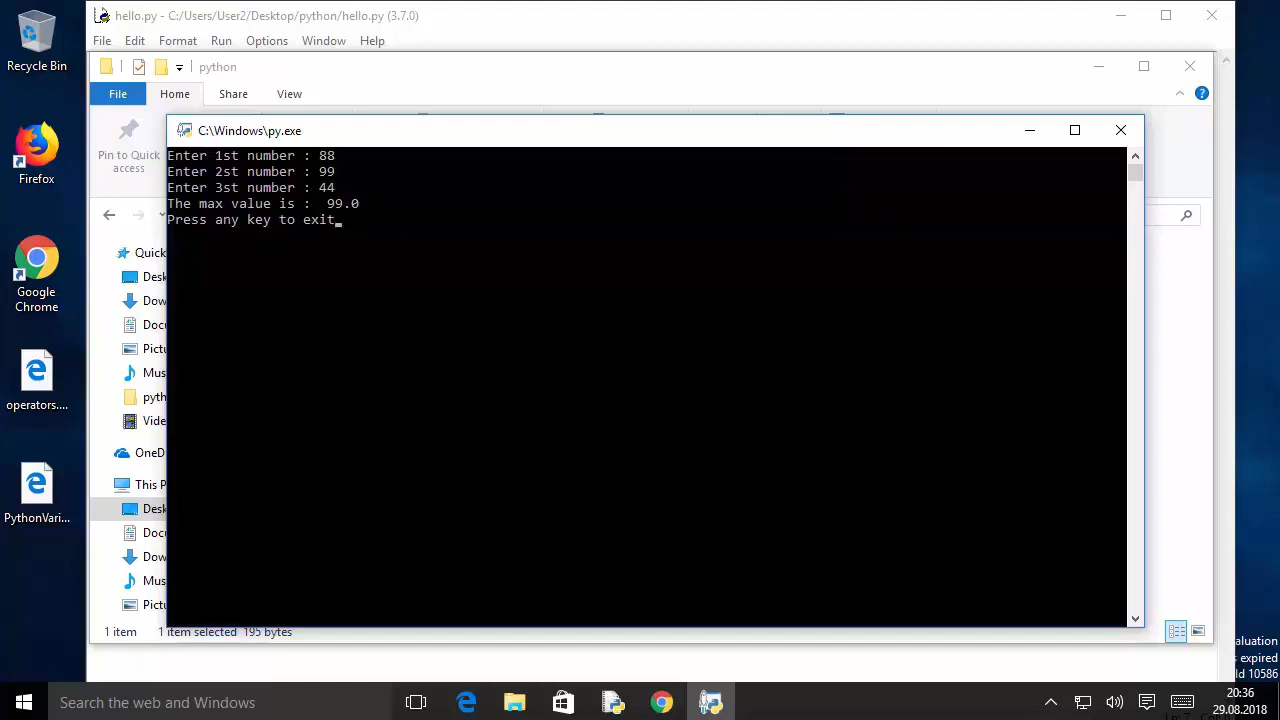 Recycle Bin
Firefox
Google
Chrome
operators....
PythonVari...
hello.py - C:/Users/User2/Desktop/python/hello.py (3.7.0)
File Edit Format Run Options Window Help
python
File Home Share View
Pin to Quick
access
C:\Windows\py.exe
Enter 1st number : 88
Enter 2st number : 99
Enter 3st number : 44
The max value is :  99.0
Press any key to exit
Quick
Desk
Dow
Docu
Pictu
Mus
pyth
Vide
OneD
This P
Desk
Docu
Dow
Mus
Pictu
1 item 1 item selected 195 bytes
aluation
s expired
ld 10586
Search the web and Windows
20:36
29.08.2018